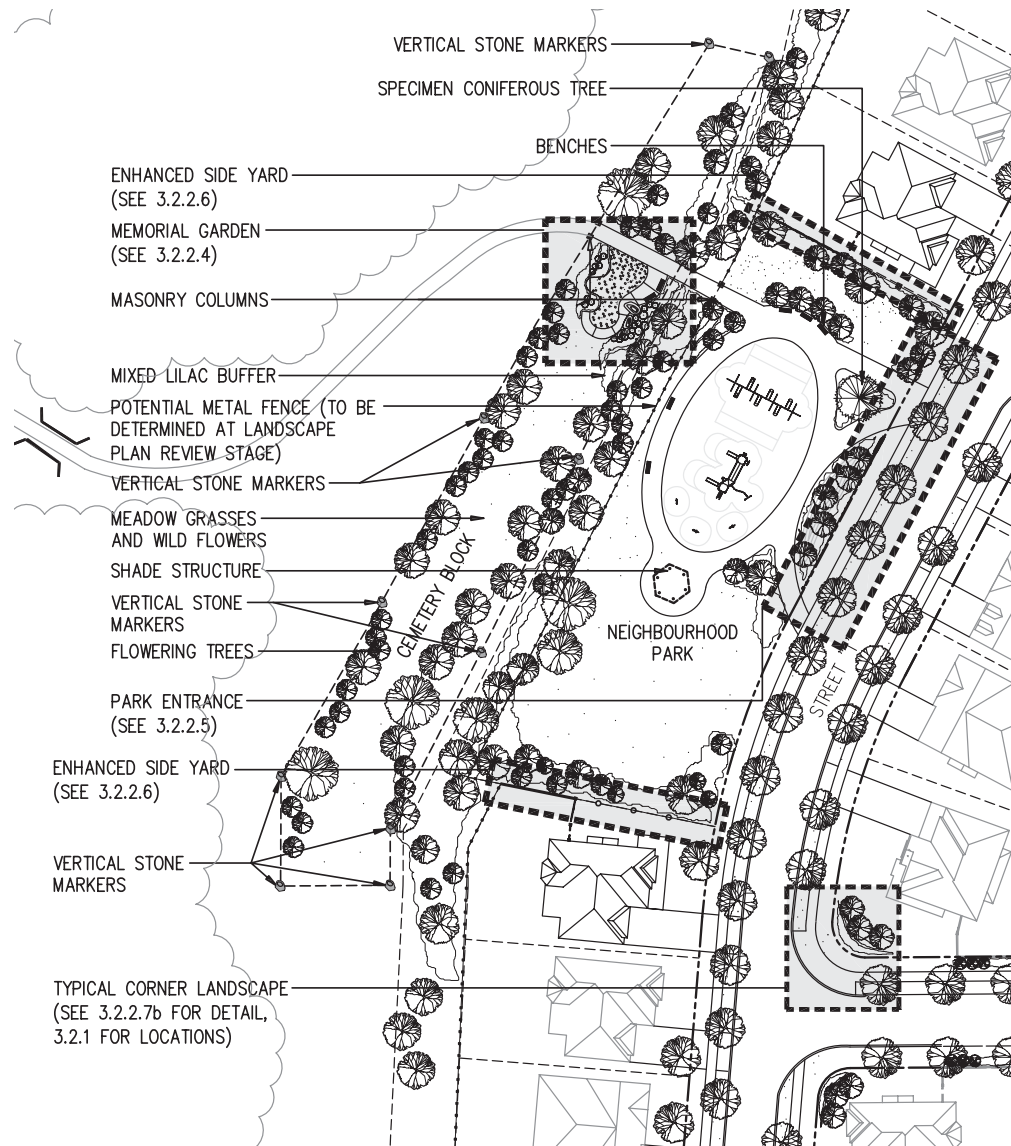 VERTICAL STONE MARKERS
SPECIMEN CONIFEROUS TREE
BENCHES
ENHANCED SIDE YARD
(SEE 3.2.2.6)
MEMORIAL GARDEN
(SEE 3.2.2.4)
MASONRY COLUMNS
MIXED LILAC BUFFER
POTENTIAL METAL FENCE (TO BE
DETERMINED AT LANDSCAPE
PLAN REVIEW STAGE)
VERTICAL STONE MARKERS
MEADOW GRASSES
AND WILD FLOWERS
SHADE STRUCTURE
VERTICAL STONE
MARKERS
FLOWERING TREES
PARK ENTRANCE
(SEE 3.2.2.5)
ENHANCED SIDE YARD
(SEE 3.2.2.6)
VERTICAL STONE
MARKERS
TYPICAL CORNER LANDSCAPE
(SEE 3.2.2.7b FOR DETAIL,
3.2.1 FOR LOCATIONS)
CEMETERY BLOCK
NEIGHBOURHOOD
PARK
STREET